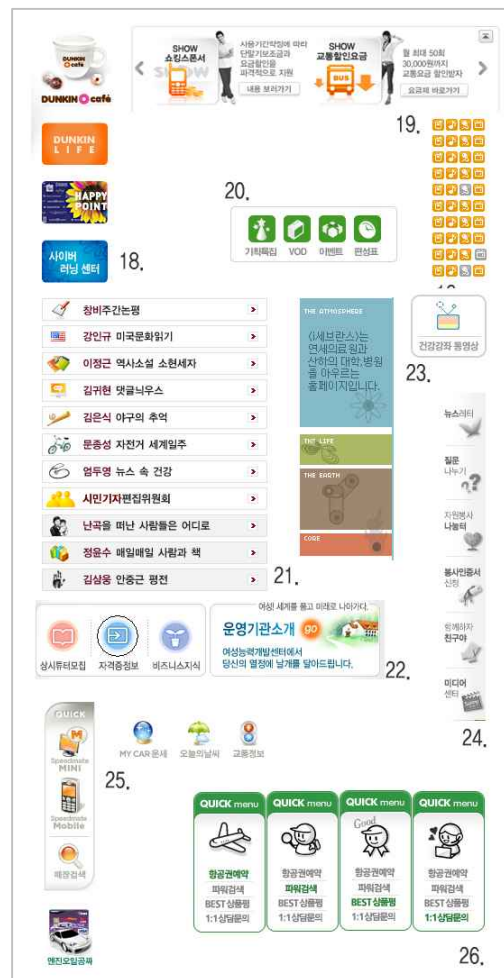 DUNKIN
café
DUNKIN café
SHOW
쇼킹스폰서
사용기간약정에 따라
단말기보조금과
요금할인을
파격적으로 지원
내용 보러가기
SHOW
교통할인요금
BUS
월 최대 50회
30,000원까지
교통요금 할인받자
요금제 바로가기
19.
DUNKIN
LIFE
HAPPY
POINT
사이버
러닝 센터
18.
20.
기획특집
VOD
이벤트
편성표
창비주간논평
강인규 미국문화읽기
이정근 역사소설 소현세자
김귀현 댓글늬우스
김은식 야구의 추억
문종성 자전거 세계일주
엄두영 뉴스 속 건강
시민기자편집위원회
난곡을 떠난 사람들은 어디로
정윤수 매일매일 사람과 책
김삼웅 안중근 평전
21.
THE ATMOSPHERE
(세브란스)는
연세의료원과
산하의 대학,병원
을 아우르는
홈페이지입니다.
THE LIFE
THE EARTH
CORE
건강강좌 동영상
23.
뉴스레터
질문
나누기
자원봉사
나눔터
봉사인증서
신청
함께하자
친구야
미디어
센터
24.
상시튜터모집
자격증정보
비즈니스지식
여성! 세계를 품고 미래로 나아가다.
운영기관소개 go
여성능력개발센터에서
당신의 열정에 날개를 달아드립니다.
22.
QUICK
Speedmate
MINI
Speedmate
Mobile
매장검색
MY CAR운세
오늘의날씨
교통정보
25.
엔진오일공짜
QUICK menu
항공권예약
파워검색
BEST 상품평
1:1상담문의
QUICK menu
항공권예약
파워검색
BEST 상품평
1:1상담문의
QUICK menu
Good
항공권예약
파워검색
BEST 상품평
1:1상담문의
QUICK menu
항공권예약
파워검색
BEST 상품평
1:1상담문의
26.